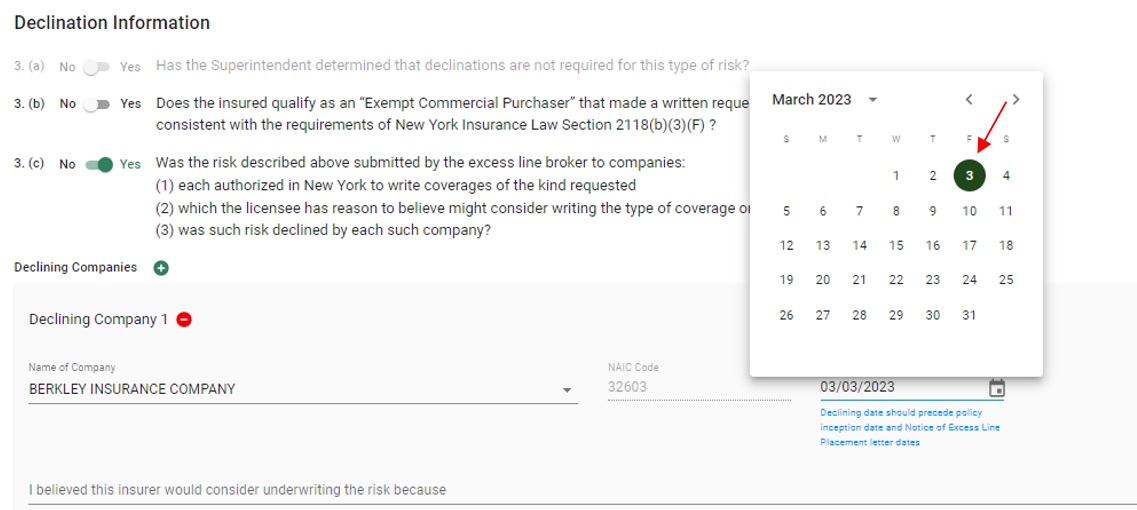 Declination Information
3. (a) No Yes Has the Superintendent determined that declinations are not required for this type of risk?
3. (b) No Yes Does the insured qualify as an “Exempt Commercial Purchaser” that made a written reque
consistent with the requirements of New York Insurance Law Section 2118(b)(3)(F) ?
3. (c) No Yes Was the risk described above submitted by the excess line broker to companies:
(1) each authorized in New York to write coverages of the kind requested
(2) which the licensee has reason to believe might consider writing the type of coverage or
(3) was such risk declined by each such company?
March 2023
S M T W T F S
1 2 3 4
5 6 7 8 9 10 11
12 13 14 15 16 17 18
19 20 21 22 23 24 25
26 27 28 29 30 31
Declining Companies
Declining Company 1
Name of Company
BERKLEY INSURANCE COMPANY
NAIC Code
32603
03/03/2023
Declining date should precede policy
inception date and Notice of Excess Line
Placement letter dates
I believed this insurer would consider underwriting the risk because